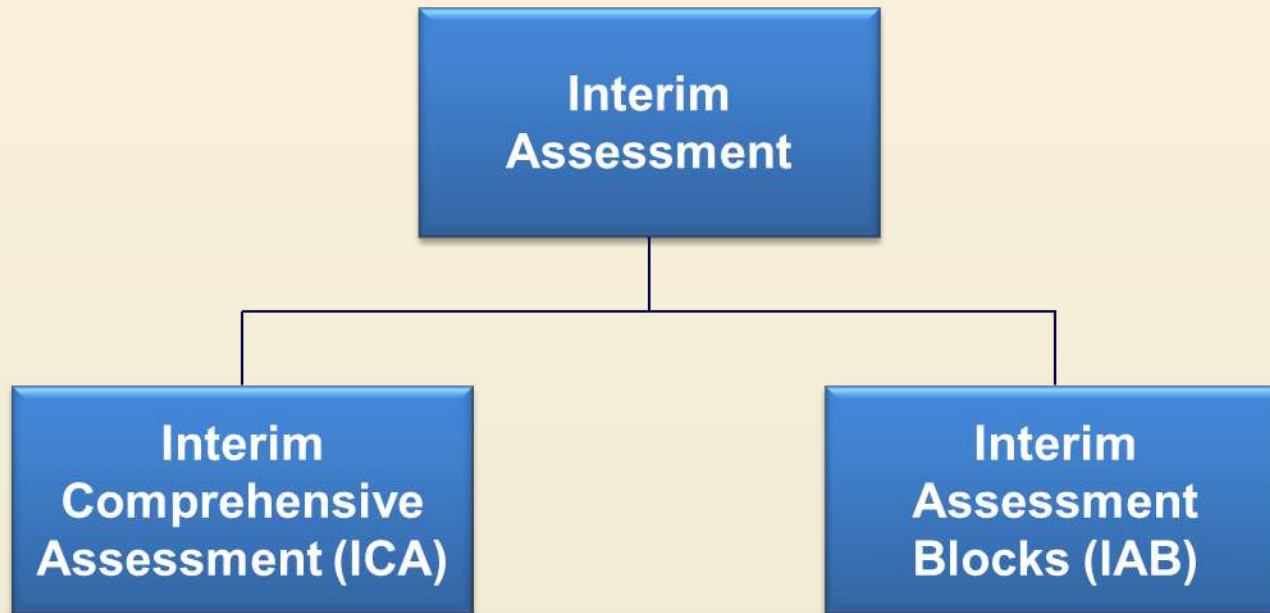 Interim
Assessment
Interim
Comprehensive
Assessment (ICA)
Interim
Assessment
Blocks (IAB)